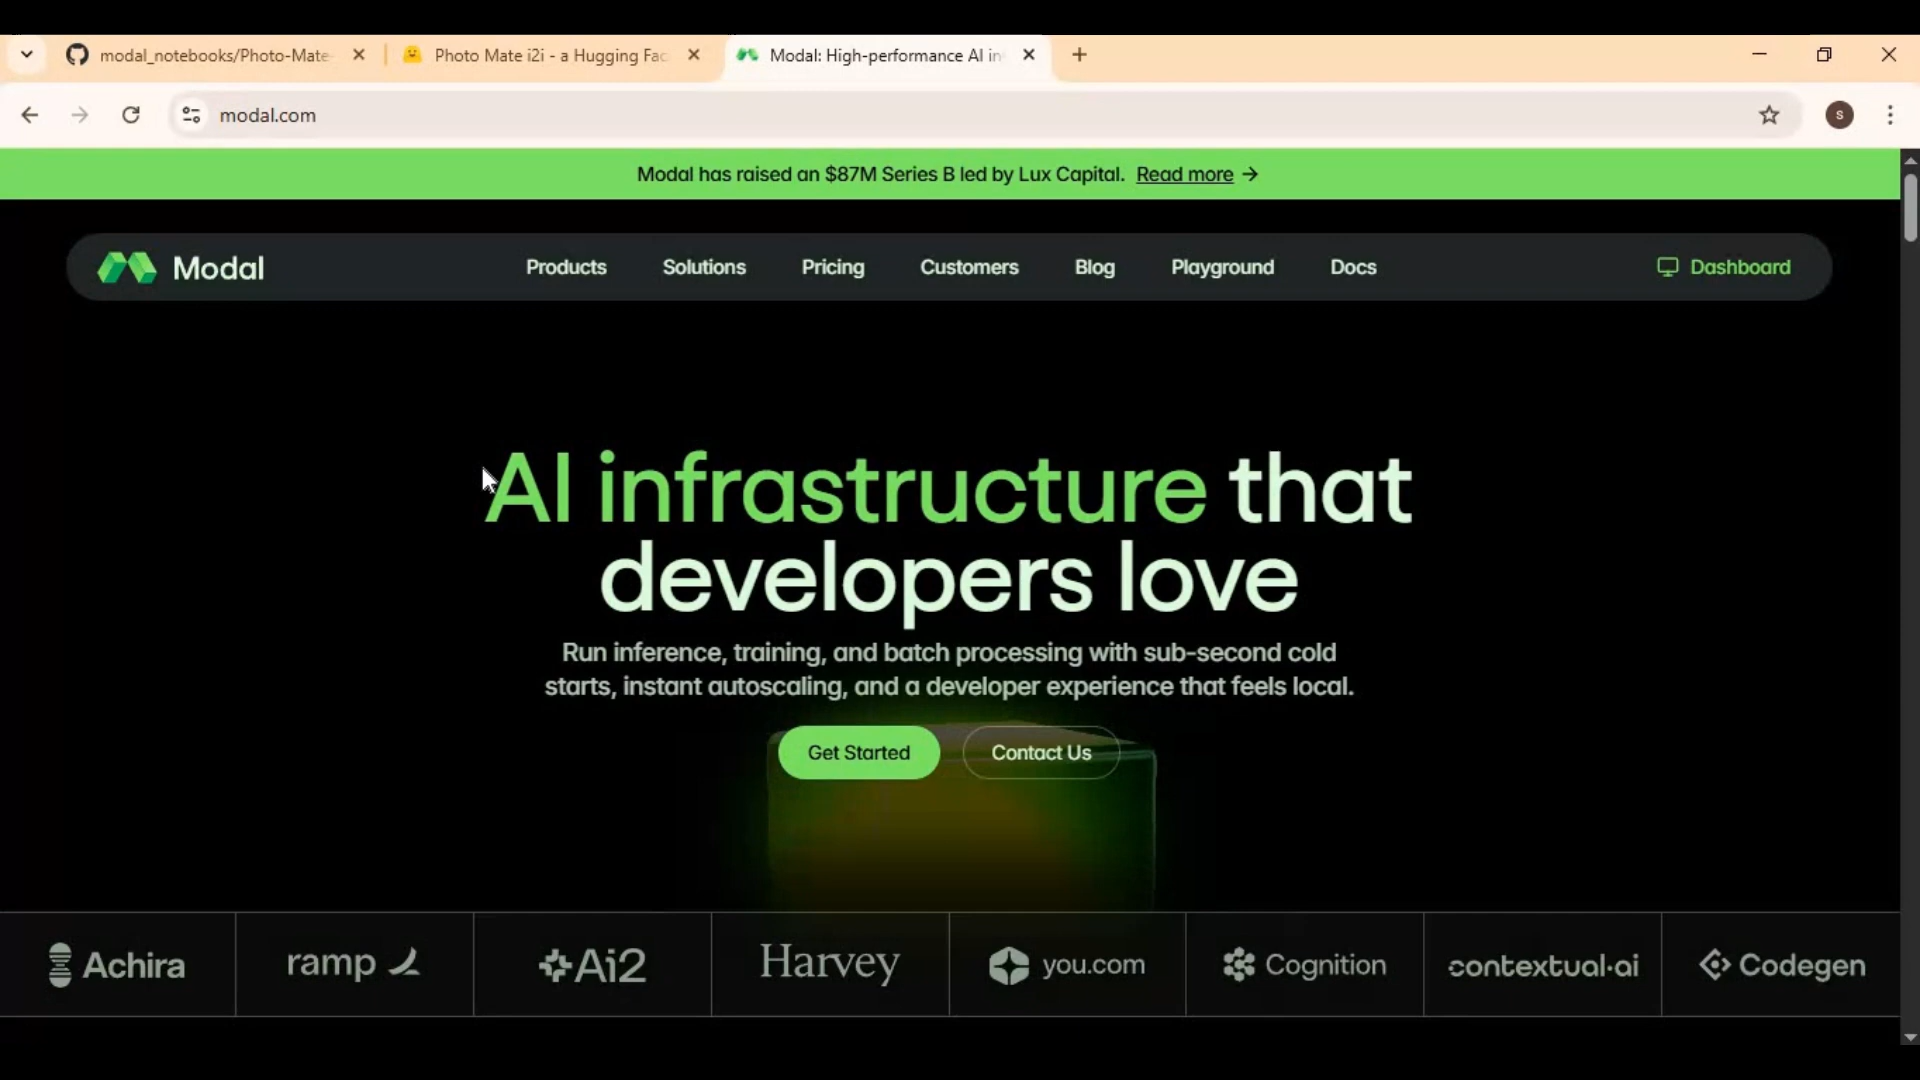 modal_notebooks/Photo-Mate-
Photo Mate i2i - a Hugging Fac
Modal: High-performance AI in
modal.com
S
Modal has raised an $87M Series B led by Lux Capital. Read more →
Modal
Products
Solutions
Pricing
Customers
Blog
Playground
Docs
Dashboard
AI infrastructure that
developers love
Run inference, training, and batch processing with sub-second cold
starts, instant autoscaling, and a developer experience that feels local.
Get Started
Contact Us
Achira
ramp
Ai2
Harvey
you.com
Cognition
contextual·ai
Codegen